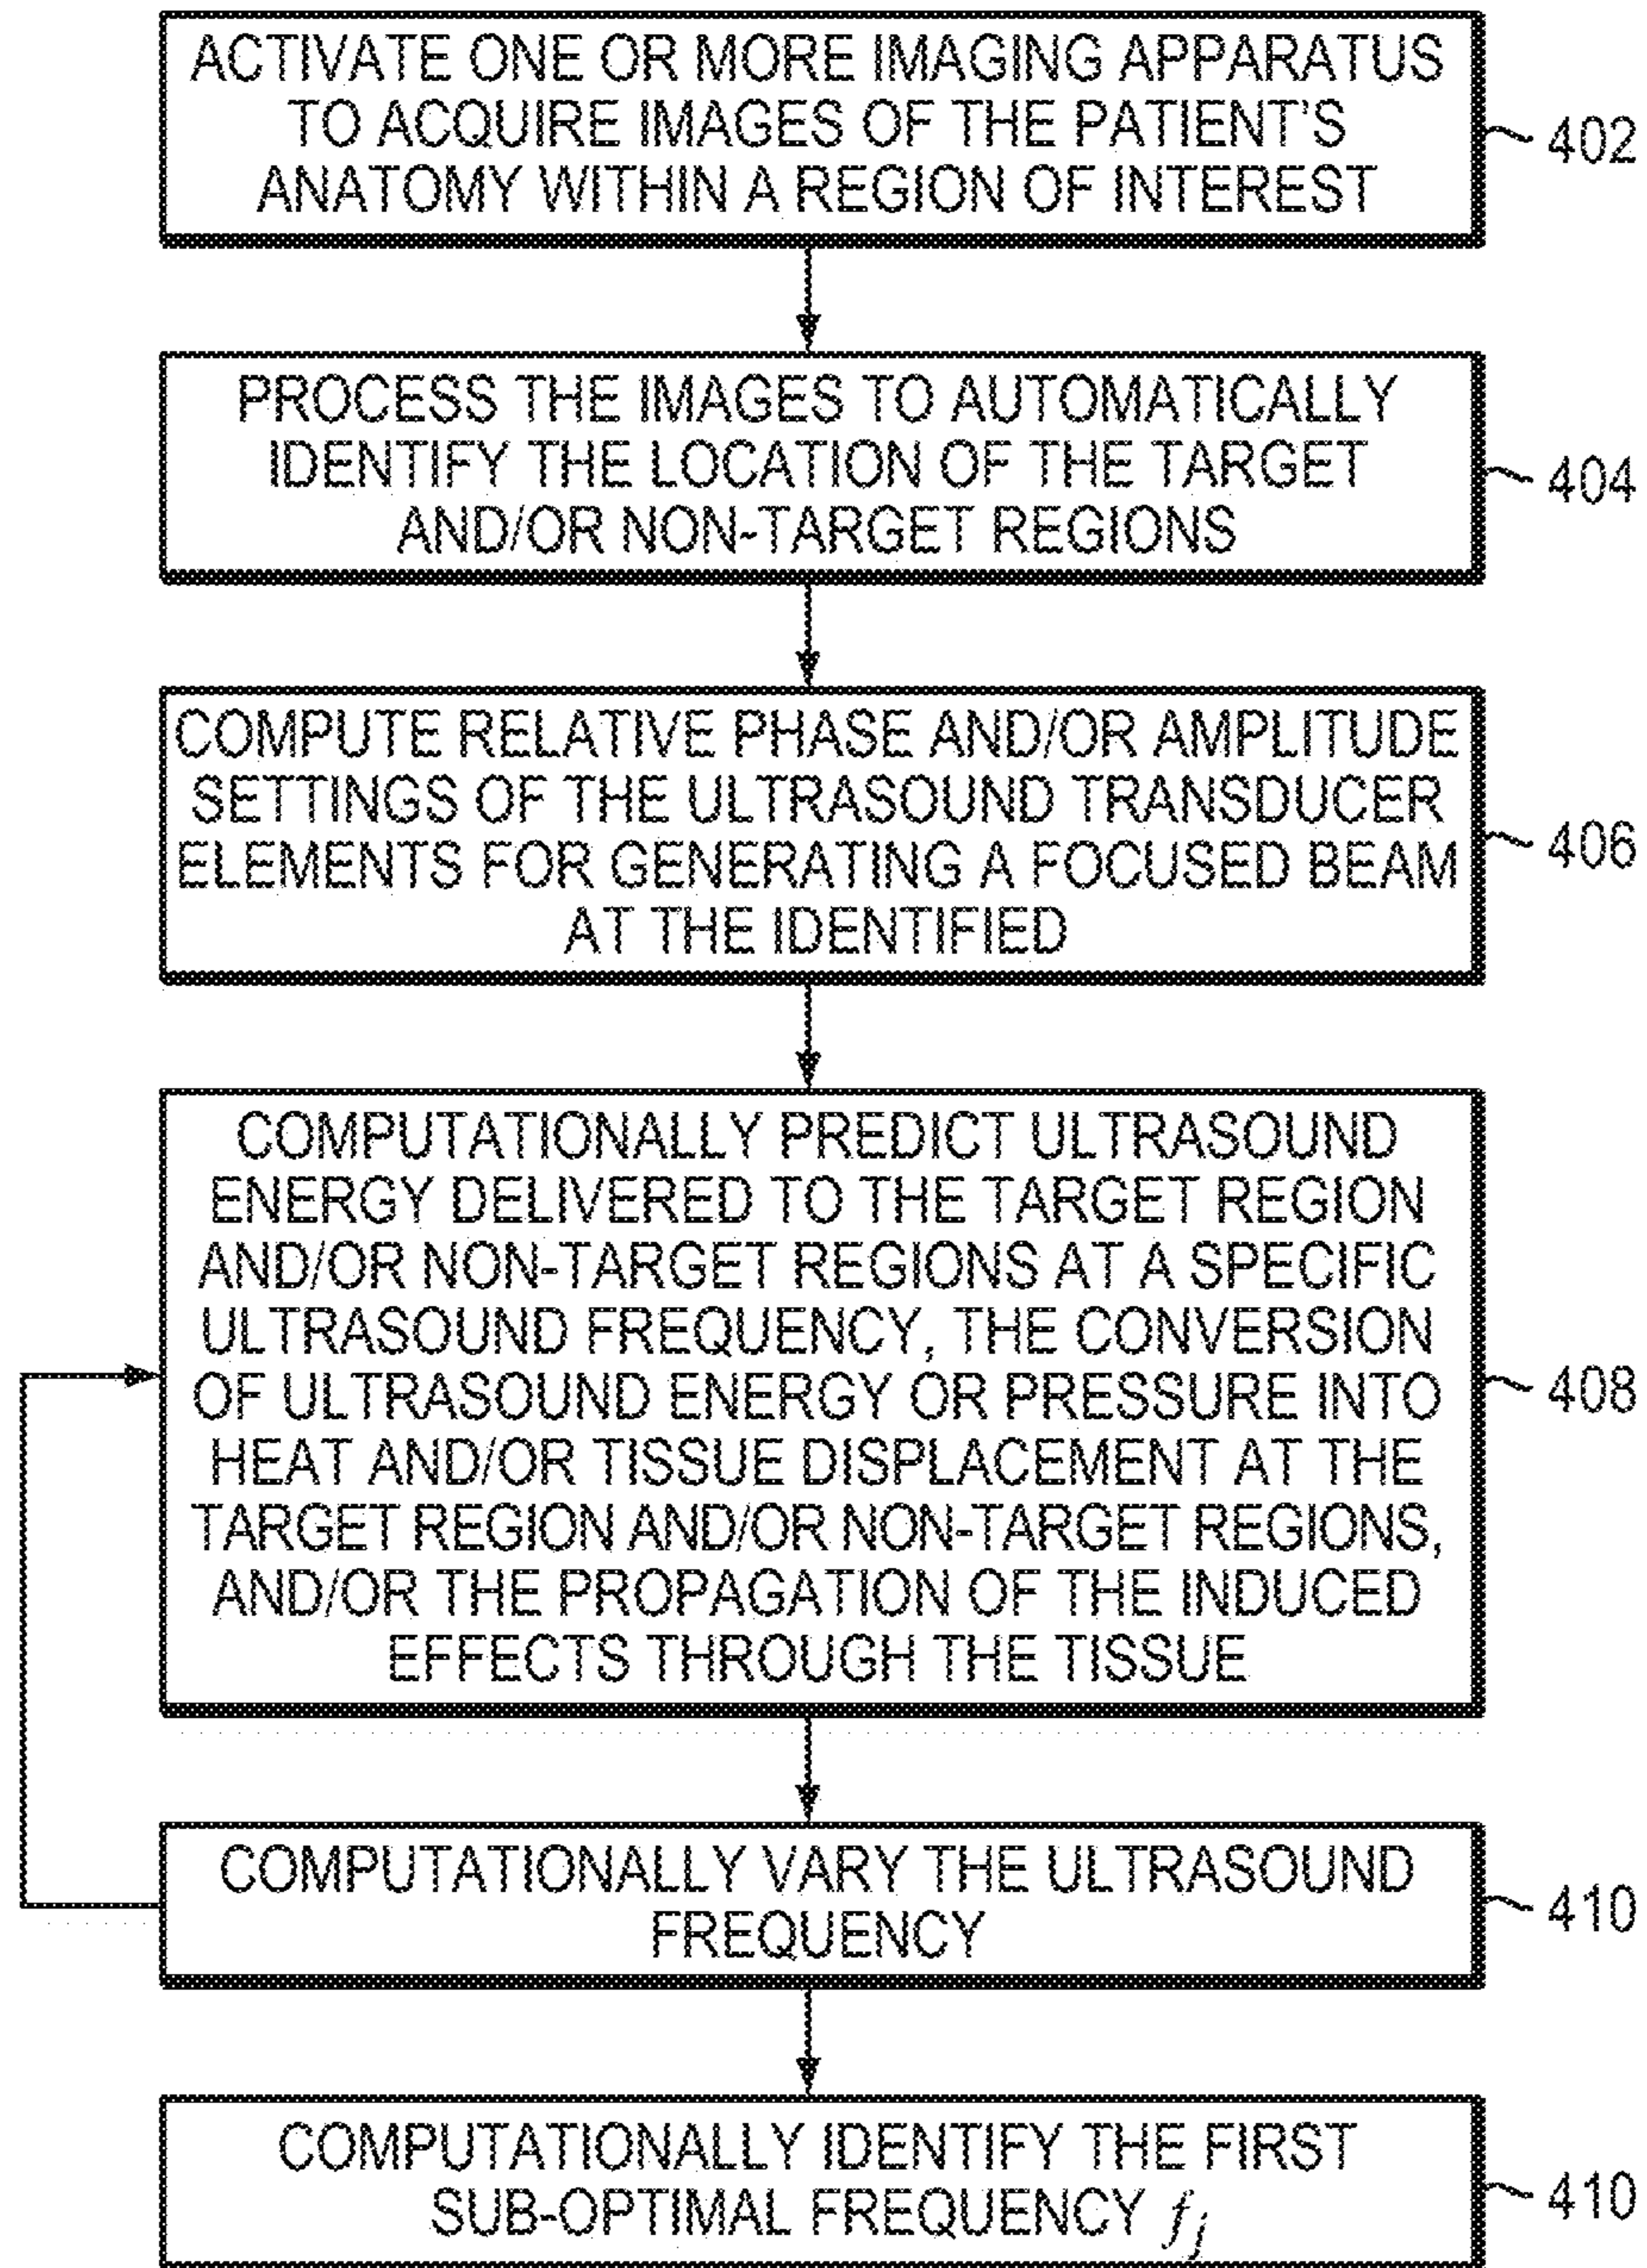 ACTIVATE ONE OR MORE IMAGING APPARATUS
TO ACQUIRE IMAGES OF THE PATIENT'S
ANATOMY WITHIN A REGION OF INTEREST
402
PROCESS THE IMAGES TO AUTOMATICALLY
IDENTIFY THE LOCATION OF THE TARGET
AND/OR NON-TARGET REGIONS
404
COMPUTE RELATIVE PHASE AND/OR AMPLITUDE
SETTINGS OF THE ULTRASOUND TRANSDUCER
ELEMENTS FOR GENERATING A FOCUSED BEAM
AT THE IDENTIFIED
406
COMPUTATIONALLY PREDICT ULTRASOUND
ENERGY DELIVERED TO THE TARGET REGION
AND/OR NON-TARGET REGIONS AT A SPECIFIC
ULTRASOUND FREQUENCY, THE CONVERSION
OF ULTRASOUND ENERGY OR PRESSURE INTO
HEAT AND/OR TISSUE DISPLACEMENT AT THE
TARGET REGION AND/OR NON-TARGET REGIONS,
AND/OR THE PROPAGATION OF THE INDUCED
EFFECTS THROUGH THE TISSUE
408
COMPUTATIONALLY VARY THE ULTRASOUND
FREQUENCY
410
COMPUTATIONALLY IDENTIFY THE FIRST
SUB-OPTIMAL FREQUENCY fj
410